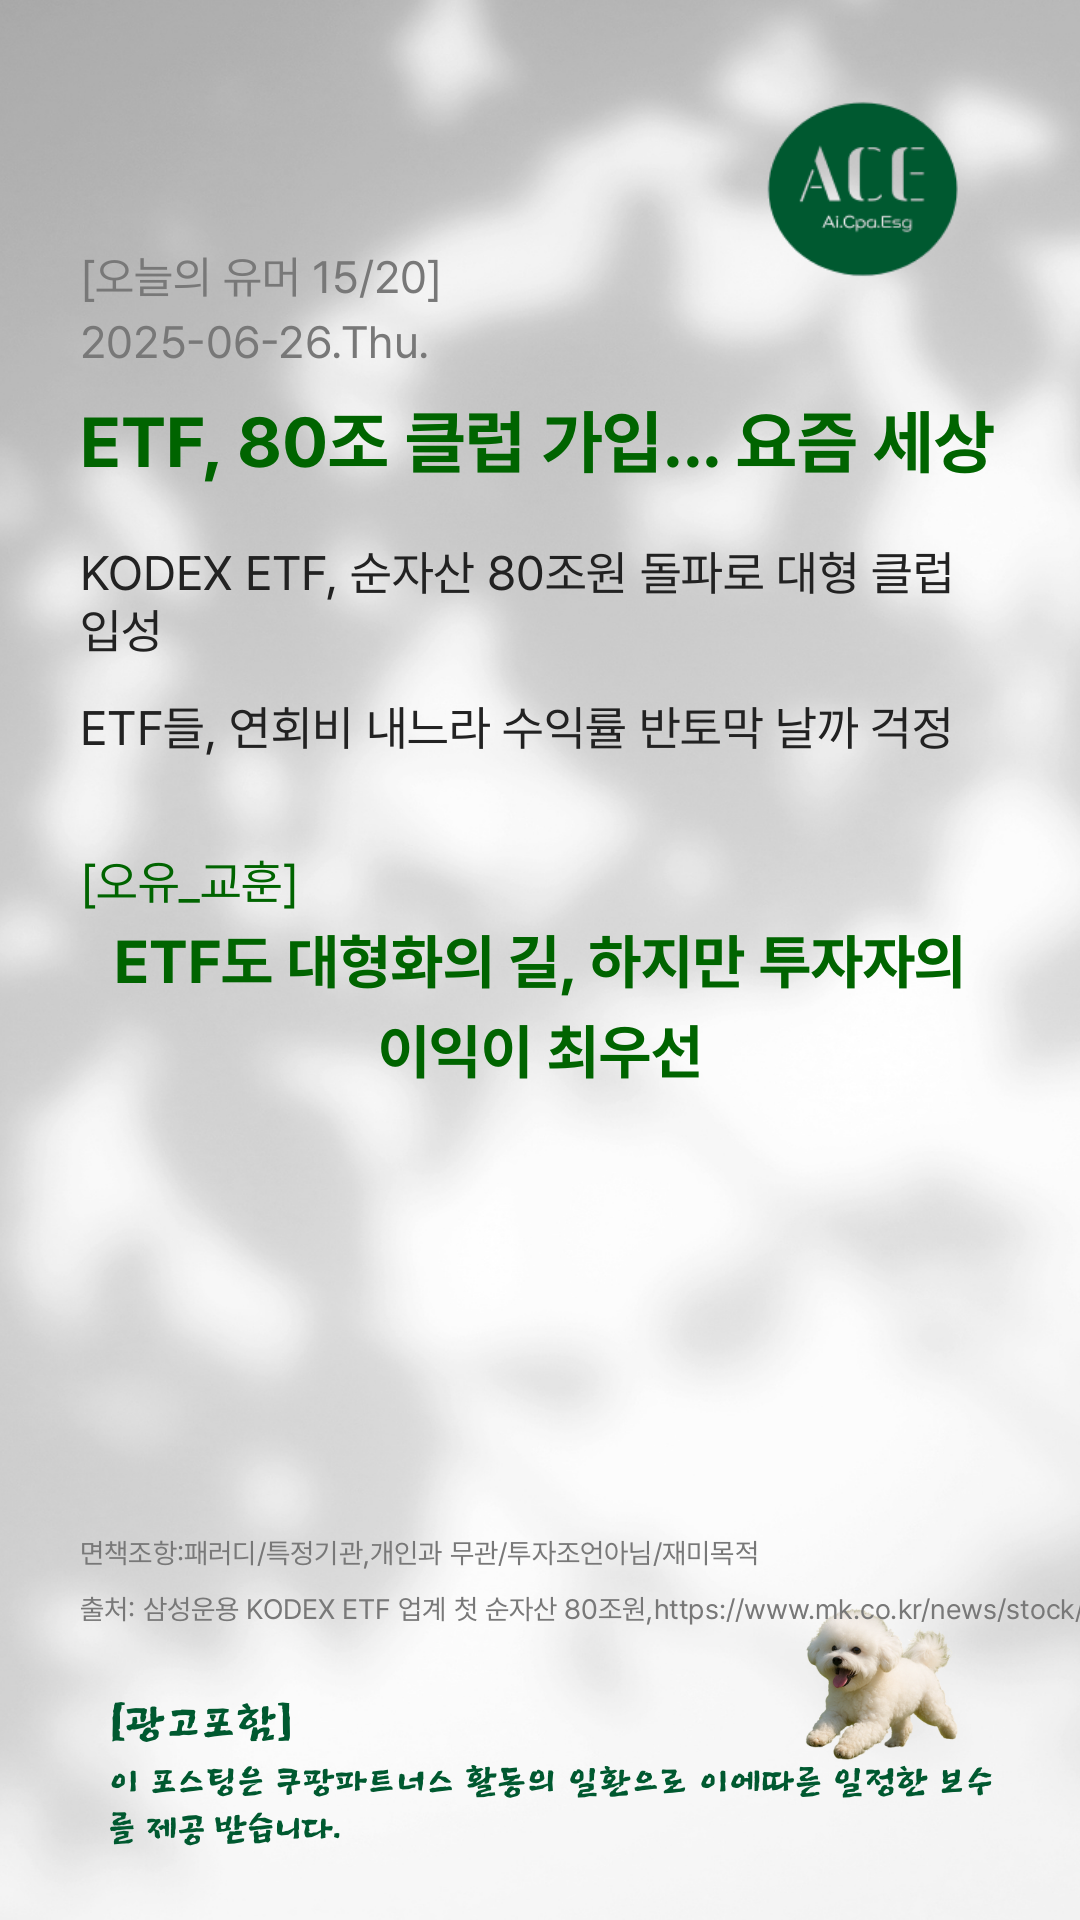 ACE
Ai.Cpa.Esg
[오늘의 유머 15/20]
2025-06-26.Thu.
ETF, 80조 클럽 가입... 요즘 세상
KODEX ETF, 순자산 80조원 돌파로 대형 클럽
입성
ETF들, 연회비 내느라 수익률 반토막 날까 걱정
[오유_교훈]
ETF도 대형화의 길, 하지만 투자자의
이익이 최우선
면책조항:패러디/특정기관,개인과 무관/투자조언아님/재미목적
출처: 삼성운용 KODEX ETF 업계 첫 순자산 80조원,https://www.mk.co.kr/news/stock/
[광고포함]
이 포스팅은 쿠팡파트너스 활동의 일환으로 이에따른 일정한 보수
를 제공 받습니다.